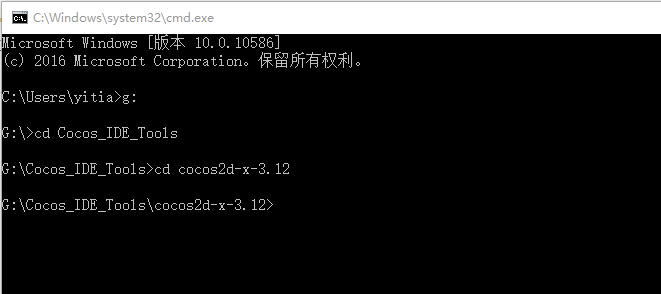 C:\Windows\system32\cmd.exe
Microsoft Windows [版本 10.0.10586]
(c) 2016 Microsoft Corporation。保留所有权利。
C:\Users\yitia>g:
G:\>cd Cocos_IDE_Tools
G:\Cocos_IDE_Tools>cd cocos2d-x-3.12
G:\Cocos_IDE_Tools\cocos2d-x-3.12>